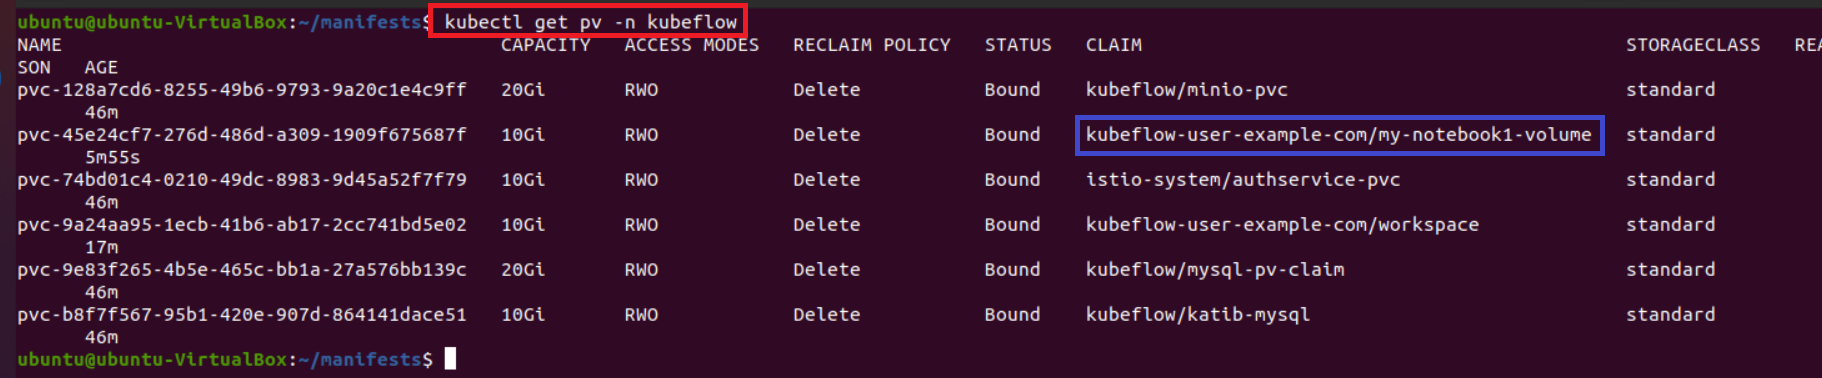 ubuntu@ubuntu-VirtualBox:~/manifests$ kubectl get pv -n kubeflow
NAME CAPACITY ACCESS MODES RECLAIM POLICY STATUS CLAIM STORAGECLASS REA
SON AGE
pvc-128a7cd6-8255-49b6-9793-9a20c1e4c9ff 20Gi RWO Delete Bound kubeflow/minio-pvc standard
46m
pvc-45e24cf7-276d-486d-a309-1909f675687f 10Gi RWO Delete Bound kubeflow-user-example-com/my-notebook1-volume standard
5m55s
pvc-74bd01c4-0210-49dc-8983-9d45a52f7f79 10Gi RWO Delete Bound istio-system/authservice-pvc standard
46m
pvc-9a24aa95-1ecb-41b6-ab17-2cc741bd5e02 10Gi RWO Delete Bound kubeflow-user-example-com/workspace standard
17m
pvc-9e83f265-4b5e-465c-bb1a-27a576bb139c 20Gi RWO Delete Bound kubeflow/mysql-pv-claim standard
46m
pvc-b8f7f567-95b1-420e-907d-864141dace51 10Gi RWO Delete Bound kubeflow/katib-mysql standard
46m
ubuntu@ubuntu-VirtualBox:~/manifests$